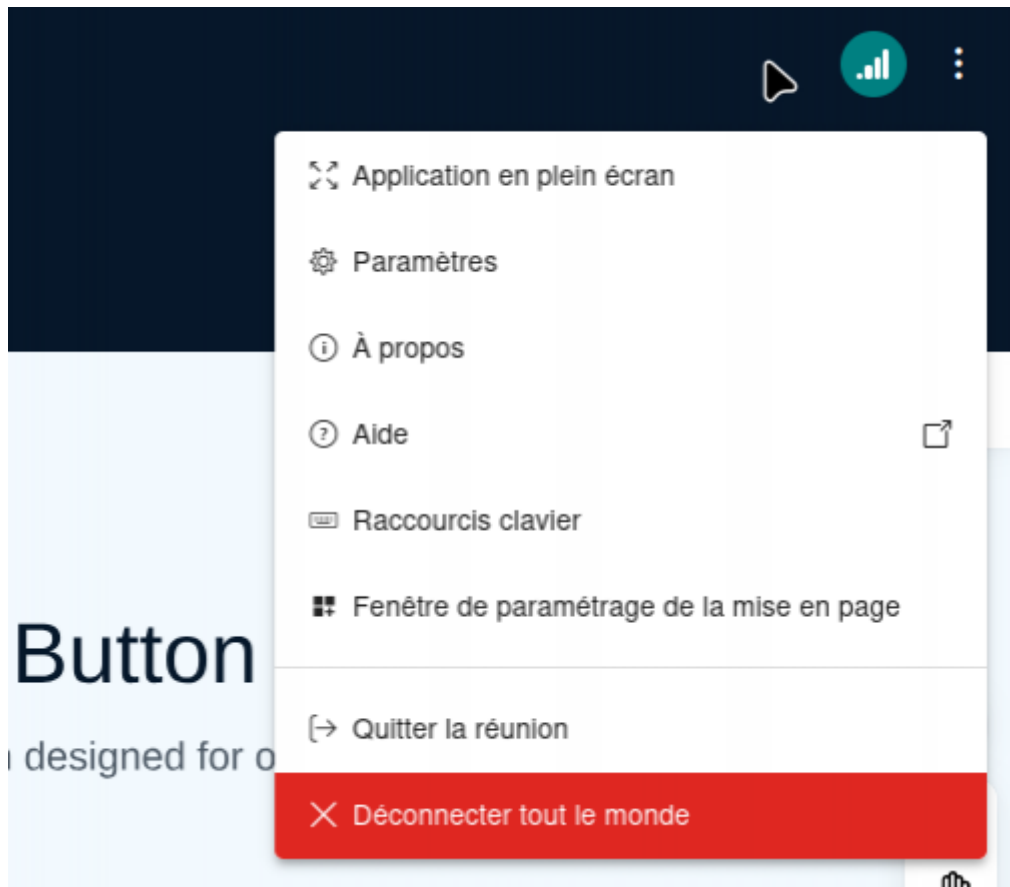 Application en plein écran
Paramètres
À propos
Aide
Raccourcis clavier
Fenêtre de paramétrage de la mise en page
Button
designed for o
Quitter la réunion
Déconnecter tout le monde